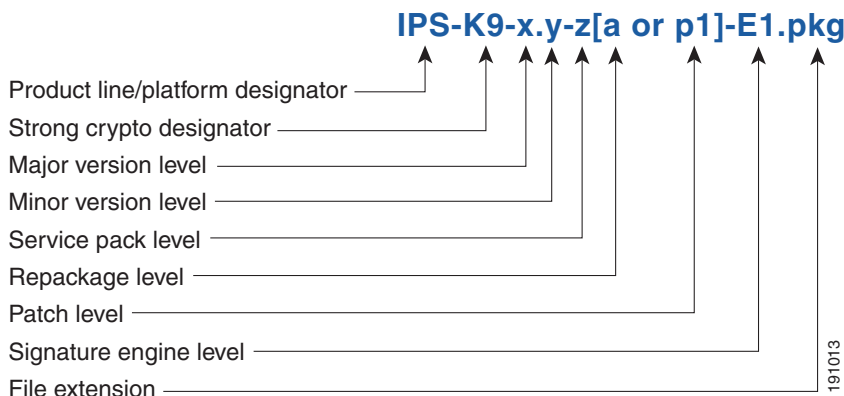 IPS-K9-x.y-z[a or p1]-E1.pkg
Product line/platform designator
Strong crypto designator
Major version level
Minor version level
Service pack level
Repackage level
Patch level
Signature engine level
File extension
191013